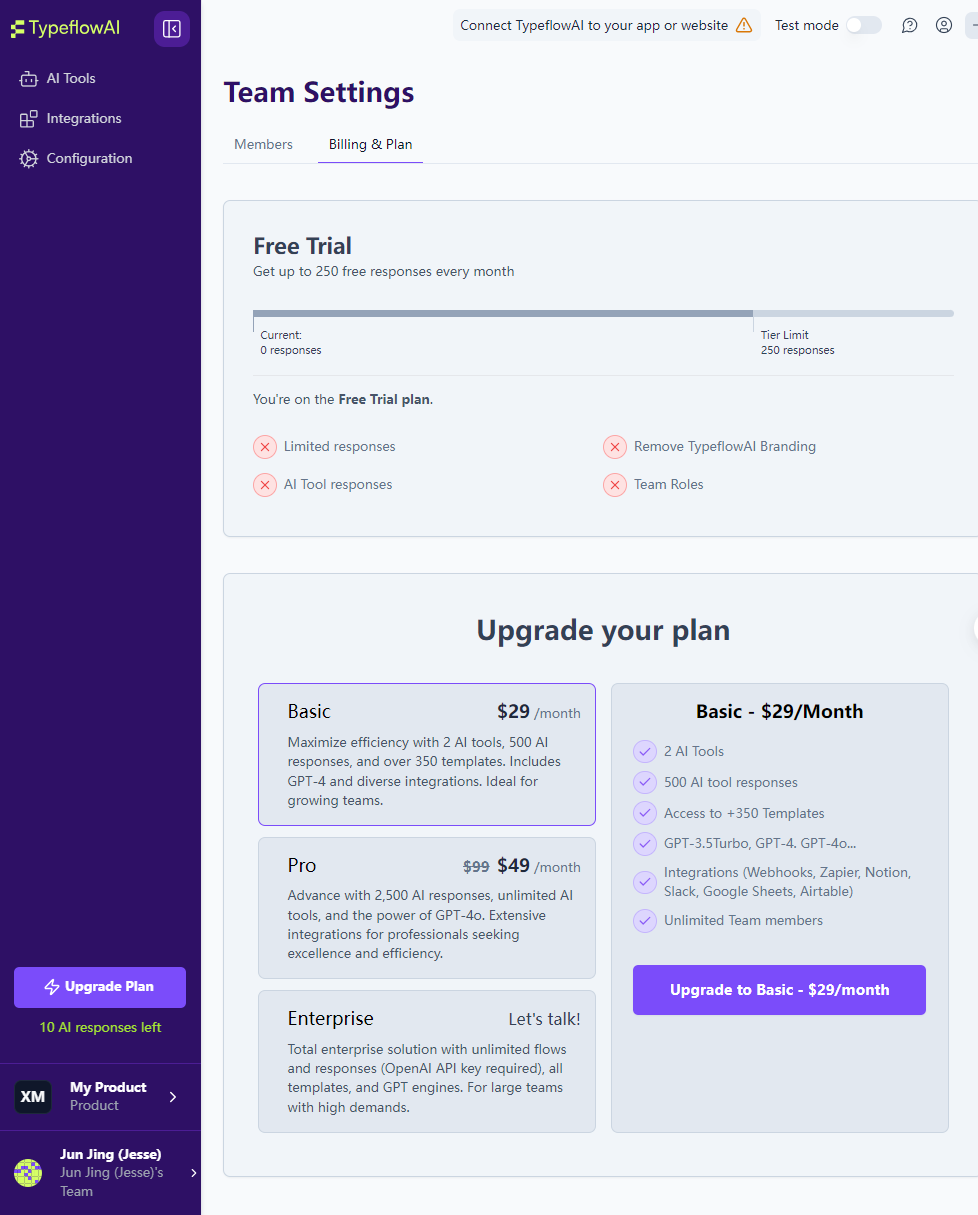 TypeflowAI
AI Tools
Integrations
Configuration
Upgrade Plan
10 AI responses left
XM
My Product
Product
Jun Jing (Jesse)
Jun Jing (Jesse)'s
Team
Connect TypeflowAI to your app or website
Test mode
Team Settings
Members
Billing & Plan
Free Trial
Get up to 250 free responses every month
Current:
0 responses
Tier Limit
250 responses
You're on the Free Trial plan.
Limited responses
Remove TypeflowAI Branding
AI Tool responses
Team Roles
Upgrade your plan
Basic
$29 /month
Maximize efficiency with 2 AI tools, 500 AI
responses, and over 350 templates. Includes
GPT-4 and diverse integrations. Ideal for
growing teams.
Pro
$99 $49 /month
Advance with 2,500 AI responses, unlimited AI
tools, and the power of GPT-4o. Extensive
integrations for professionals seeking
excellence and efficiency.
Enterprise
Let's talk!
Total enterprise solution with unlimited flows
and responses (OpenAI API key required), all
templates, and GPT engines. For large teams
with high demands.
Basic - $29/Month
2 AI Tools
500 AI tool responses
Access to +350 Templates
GPT-3.5Turbo, GPT-4. GPT-4o...
Integrations (Webhooks, Zapier, Notion,
Slack, Google Sheets, Airtable)
Unlimited Team members
Upgrade to Basic - $29/month